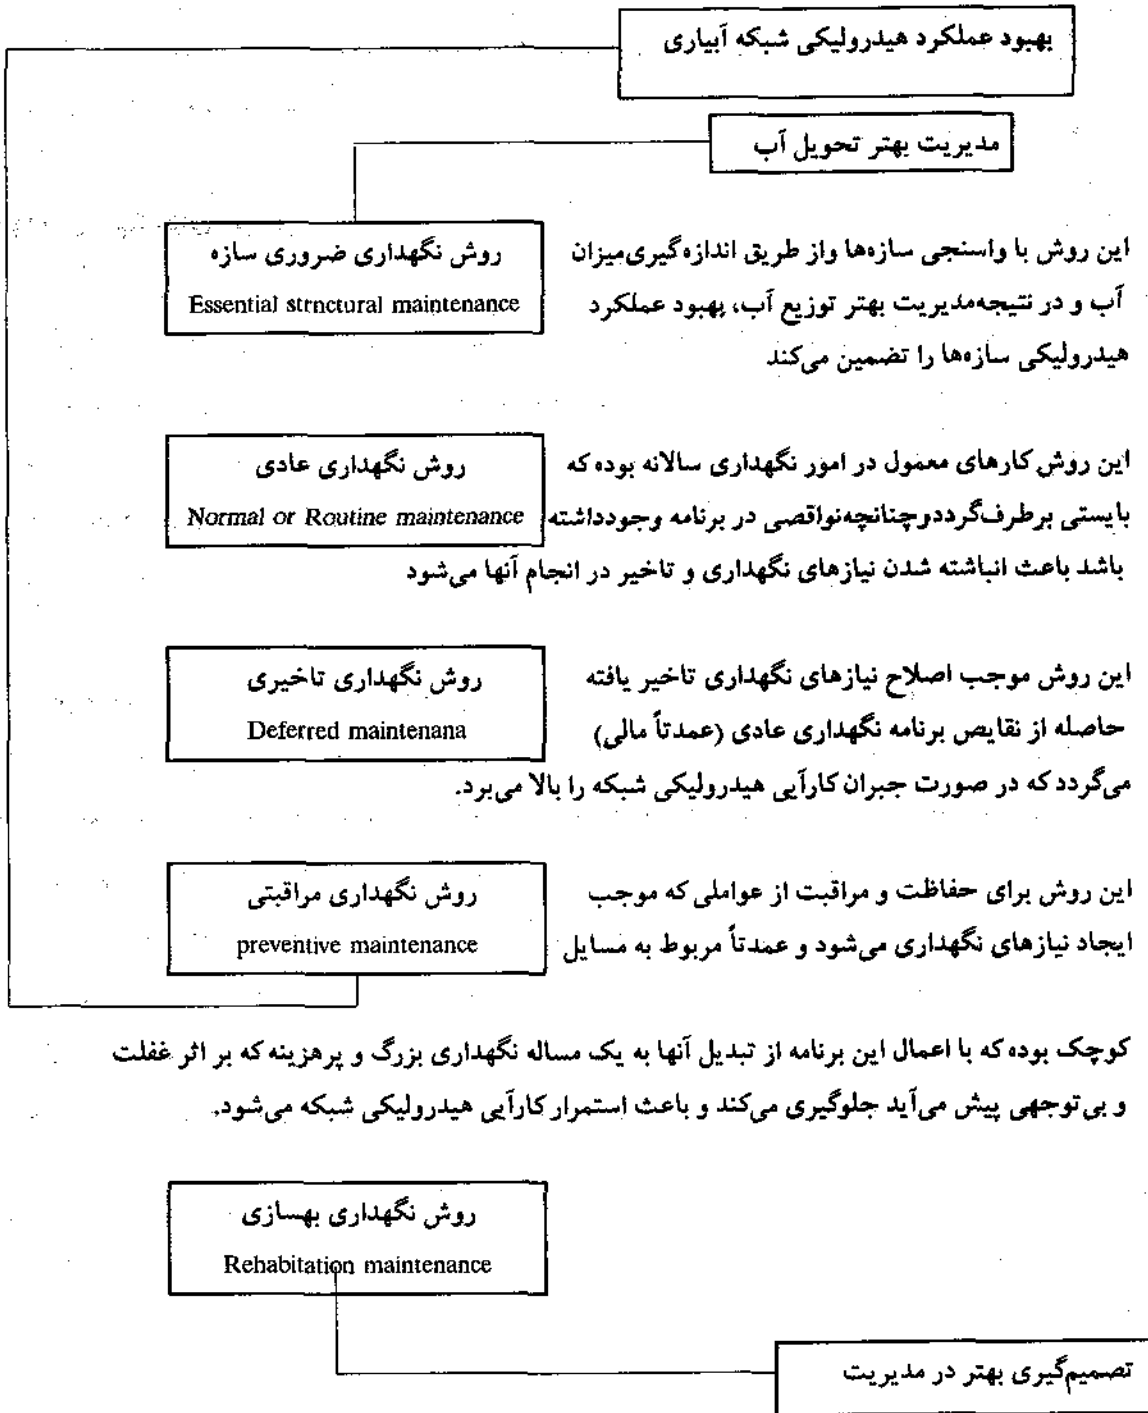 بهبود عملکرد هیدرولیکی شبکه آبیاری
مدیریت بهتر تحویل آب
روش نگهداری ضروری سازه
Essential strnctural maintenance
این روش با واسنجی سازه‌ها واز طریق اندازه‌گیری‌میزان
آب و در نتیجه‌مدیریت بهتر توزیع آب، بهبود عملکرد
هیدرولیکی سازه‌ها را تضمین می‌کند
روش نگهداری عادی
Normal or Routine maintenance
این روش کارهای معمول در امور نگهداری سالانه بوده که
بایستی برطرف‌گرددوچنانچه‌نواقصی در برنامه وجودداشته
باشد باعث انباشته شدن نیازهای نگهداری و تاخیر در انجام آنها می‌شود
روش نگهداری تاخیری
Deferred maintenana
این روش موجب اصلاح نیازهای نگهداری تاخیر یافته
حاصله از نقایص برنامه نگهداری عادی (عمدتاً مالی)
می‌گردد که در صورت جبران کارآیی هیدرولیکی شبکه را بالا می‌برد.
روش نگهداری مراقبتی
preventive maintenance
این روش برای حفاظت و مراقبت از عواملی که موجب
ایجاد نیازهای نگهداری می‌شود و عمدتاً مربوط به مسایل
کوچک بوده که با اعمال این برنامه از تبدیل آنها به یک مساله نگهداری بزرگ و پرهزینه که بر اثر غفلت
و بی‌توجهی پیش می‌آید جلوگیری می‌کند و باعث استمرار کارآیی هیدرولیکی شبکه می‌شود.
روش نگهداری بهسازی
Rehabitation maintenance
تصمیم‌گیری بهتر در مدیریت